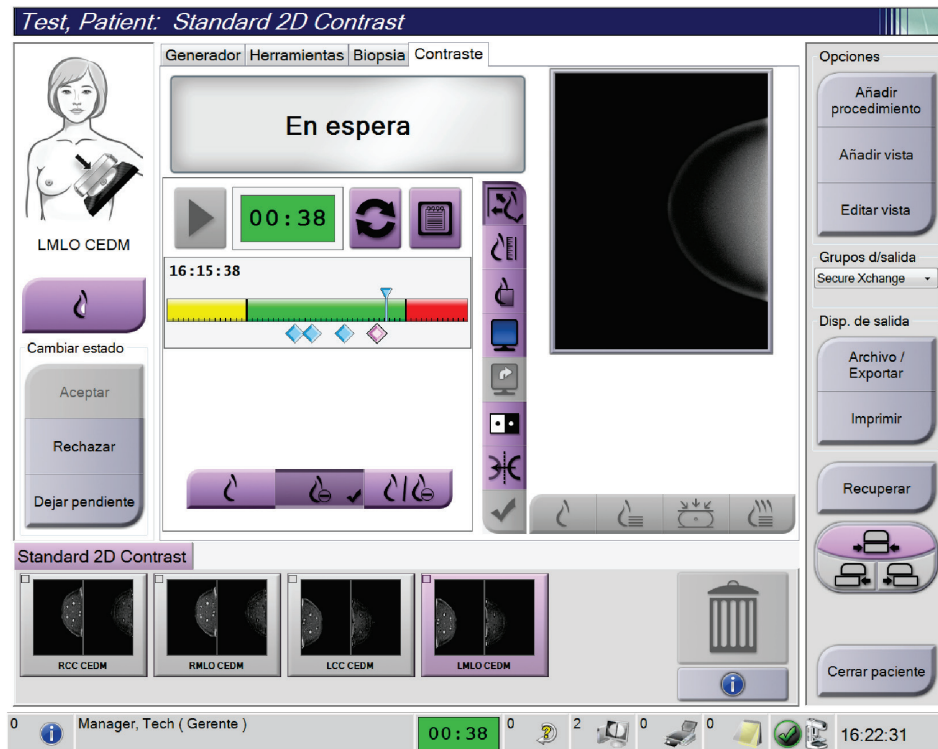 Test, Patient:  Standard 2D Contrast
Generador
Herramientas
Biopsia
Contraste
En espera
LMLO CEDM
00:38
16:15:38
Cambiar estado
Aceptar
Rechazar
Dejar pendiente
Opciones
Añadir
procedimiento
Añadir vista
Editar vista
Grupos d/salida
Secure Xchange
Disp. de salida
Archivo /
Exportar
Imprimir
Recuperar
Cerrar paciente
Standard 2D Contrast
RCC CEDM
RMLO CEDM
LCC CEDM
LMLO CEDM
0
Manager, Tech ( Gerente )
00:38
0
2
0
0
16:22:31